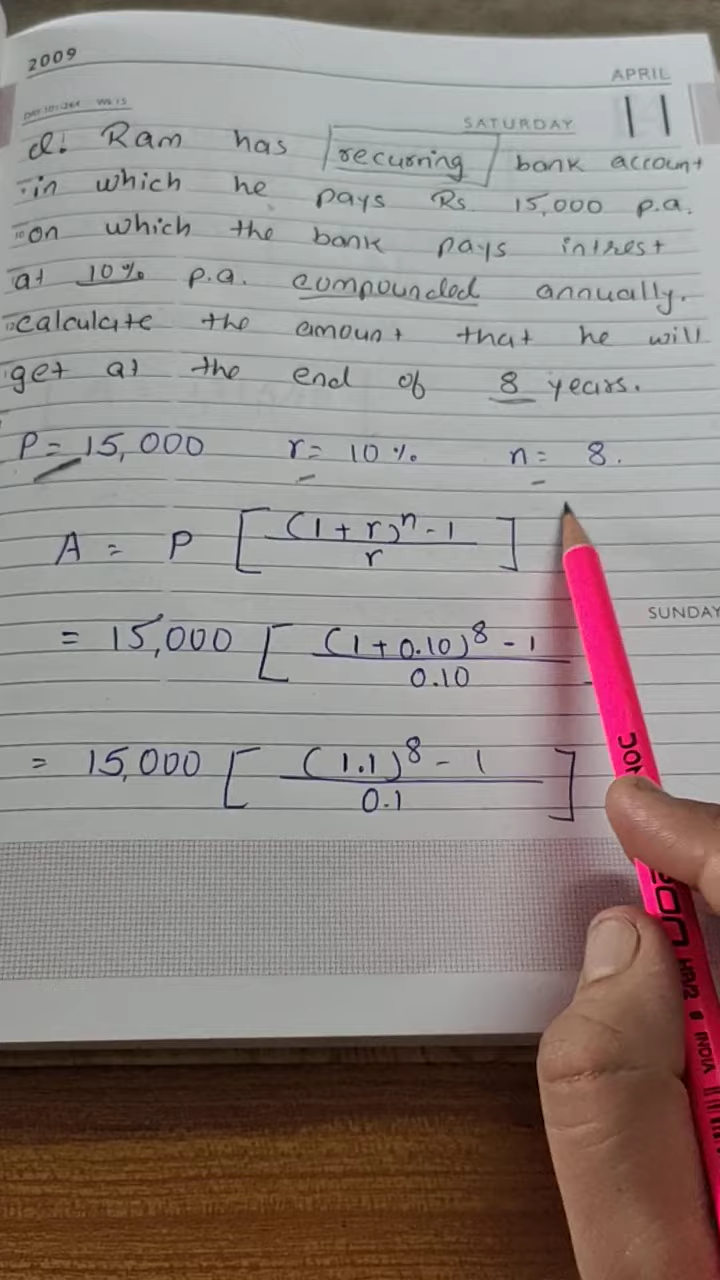 2009
APRIL
SATURDAY 11
Q. Ram has recurring bank account
in which he pays Rs. 15,000 p.a.
on which the bank pays intrest
at 10% p.a. compounded annually.
calculate the amount that he will
get at the end of 8 years.
P = 15,000 r = 10% n = 8.
A = P [ (1 + r)ⁿ - 1 / r ]
SUNDAY
= 15,000 [ (1 + 0.10)⁸ - 1 / 0.10
= 15,000 [ (1.1)⁸ - 1 / 0.1 ]
HB/2 INDIA